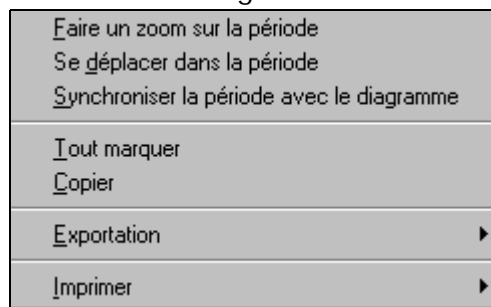 Faire un zoom sur la période
Se déplacer dans la période
Synchroniser la période avec le diagramme
Tout marquer
Copier
Exportation
Imprimer